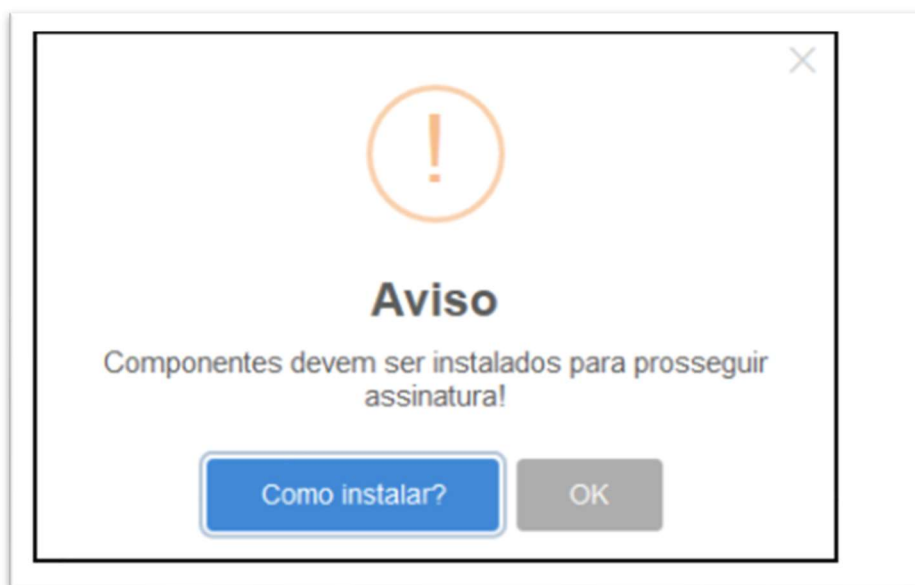 !
Aviso
Componentes devem ser instalados para prosseguir
assinatura!
Como instalar?
OK